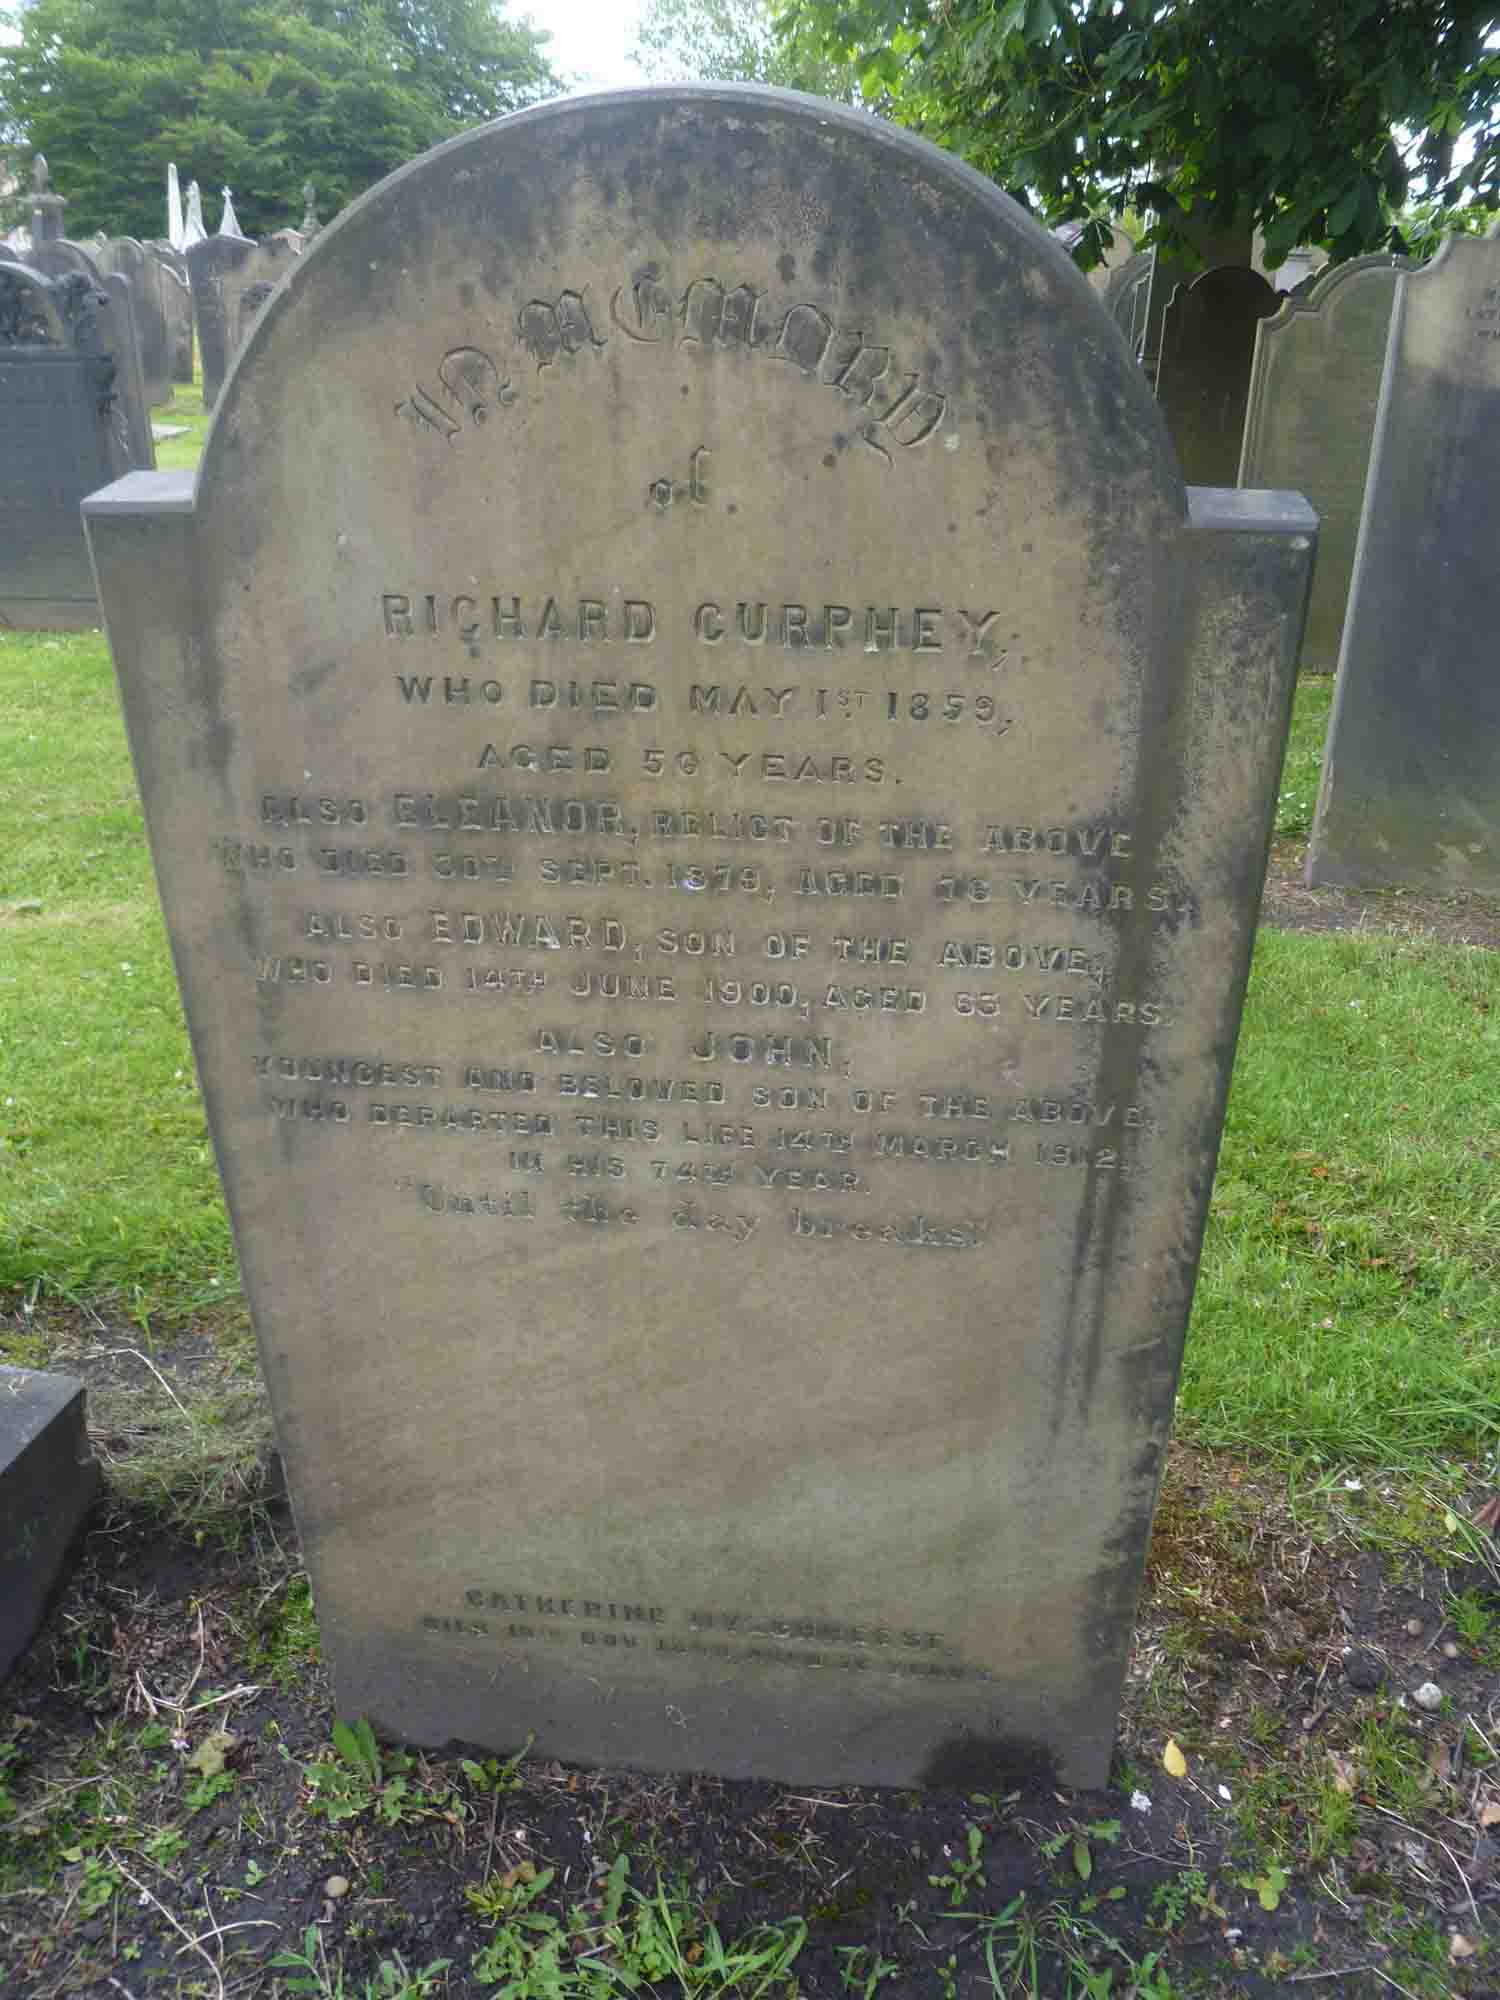 IN MEMORY
of.
RICHARD CURPHEY,
WHO DIED MAY 1ST 1859,
AGED 56 YEARS.
ALSO ELEANOR, RELICT OF THE ABOVE
WHO DIED 30TH SEPT. 1879, AGED 76 YEARS.
ALSO EDWARD, SON OF THE ABOVE,
WHO DIED 14TH JUNE 1900, AGED 63 YEARS.
ALSO JOHN,
YOUNGEST AND BELOVED SON OF THE ABOVE,
WHO DEPARTED THIS LIFE 14TH MARCH 1912,
IN HIS 74TH YEAR.
"Until the day breaks."
CATHERINE